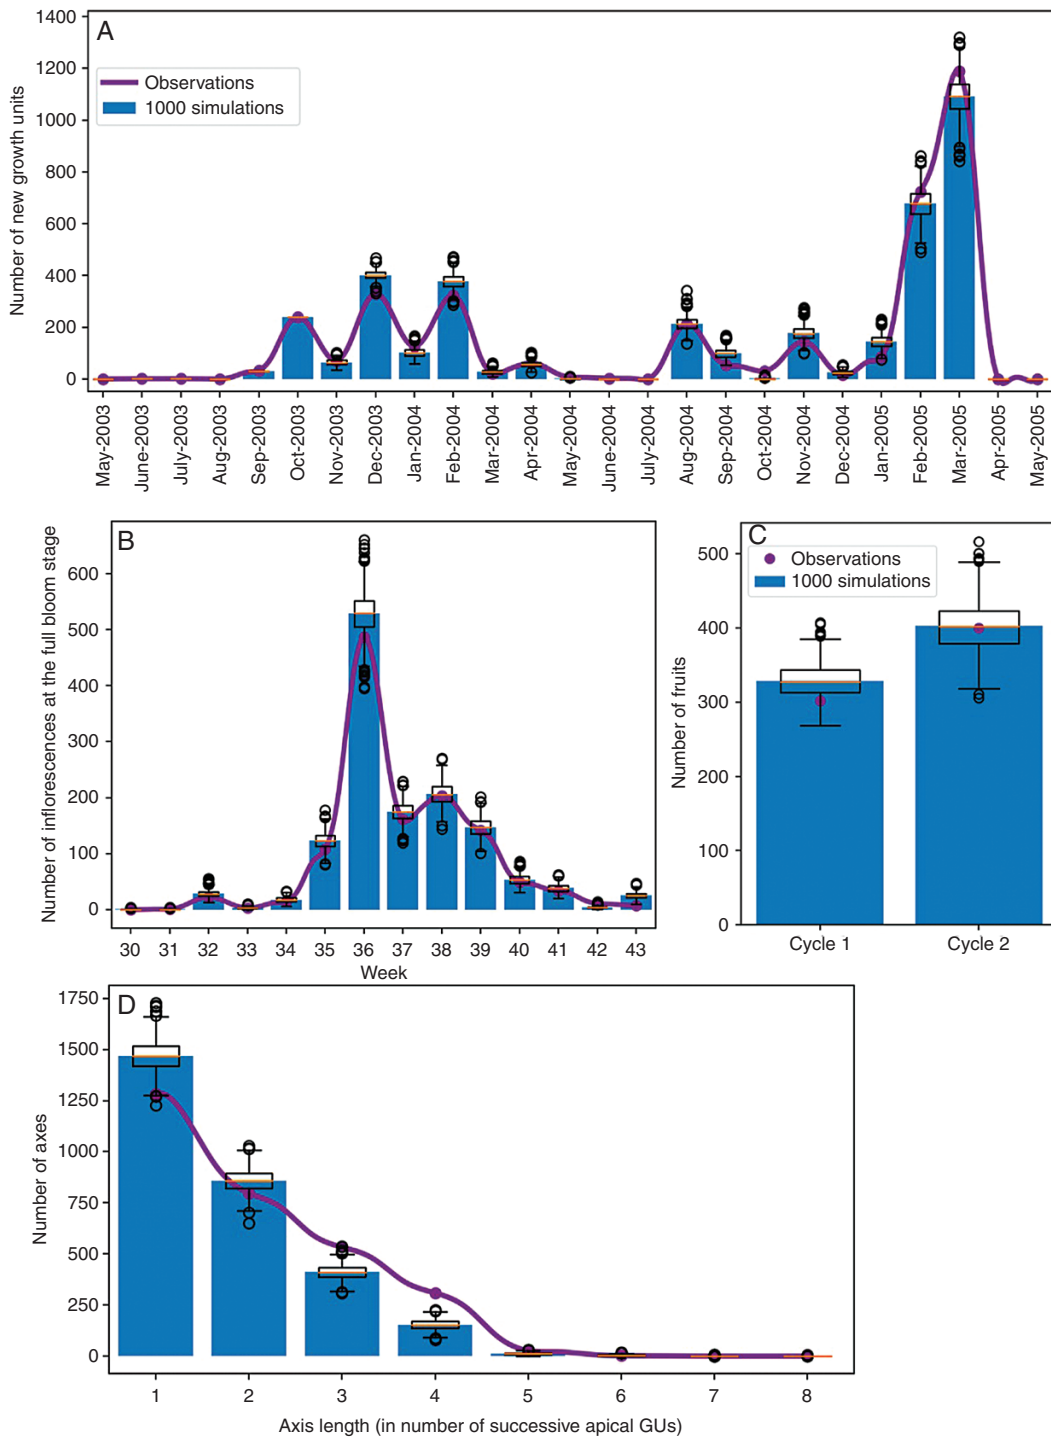 A
Observations
1000 simulations
Number of new growth units
1400
1200
1000
800
600
400
200
0
May-2003
June-2003
July-2003
Aug-2003
Sep-2003
Oct-2003
Nov-2003
Dec-2003
Jan-2004
Feb-2004
Mar-2004
Apr-2004
May-2004
June-2004
July-2004
Aug-2004
Sep-2004
Oct-2004
Nov-2004
Dec-2004
Jan-2005
Feb-2005
Mar-2005
Apr-2005
May-2005
B
Number of inflorescences at the full bloom stage
600
500
400
300
200
100
0
30 31 32 33 34 35 36 37 38 39 40 41 42 43
Week
C
Observations
1000 simulations
Number of fruits
500
400
300
200
100
0
Cycle 1 Cycle 2
D
Number of axes
1750
1500
1250
1000
750
500
250
0
1 2 3 4 5 6 7 8
Axis length (in number of successive apical GUs)